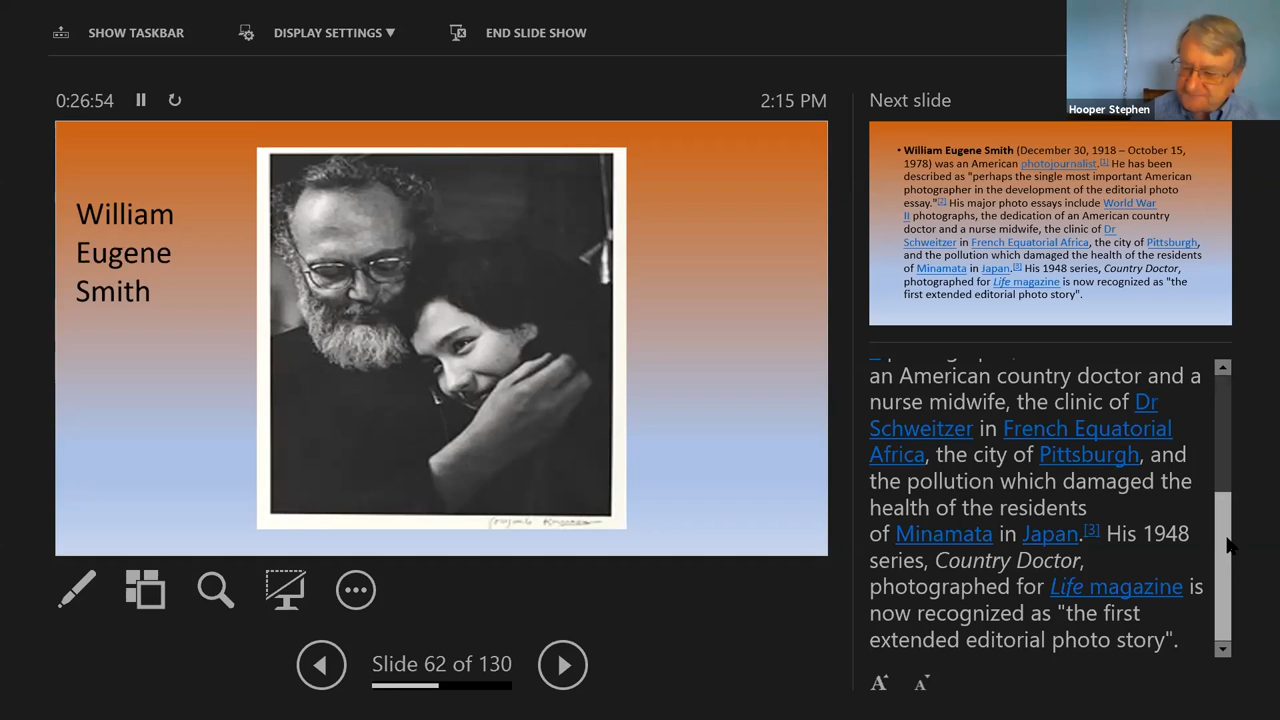 SHOW TASKBAR
DISPLAY SETTINGS ▼
END SLIDE SHOW
Hooper Stephen
0:26:54
2:15 PM
Next slide
William
Eugene
Smith
• William Eugene Smith (December 30, 1918 – October 15,
1978) was an American photojournalist.[1] He has been
described as "perhaps the single most important American
photographer in the development of the editorial photo
essay."[2] His major photo essays include World War
II photographs, the dedication of an American country
doctor and a nurse midwife, the clinic of Dr
Schweitzer in French Equatorial Africa, the city of Pittsburgh,
and the pollution which damaged the health of the residents
of Minamata in Japan.[3] His 1948 series, Country Doctor,
photographed for Life magazine is now recognized as "the
first extended editorial photo story".
an American country doctor and a
nurse midwife, the clinic of Dr
Schweitzer in French Equatorial
Africa, the city of Pittsburgh, and
the pollution which damaged the
health of the residents
of Minamata in Japan.[3] His 1948
series, Country Doctor,
photographed for Life magazine is
now recognized as "the first
extended editorial photo story".
Slide 62 of 130
A A